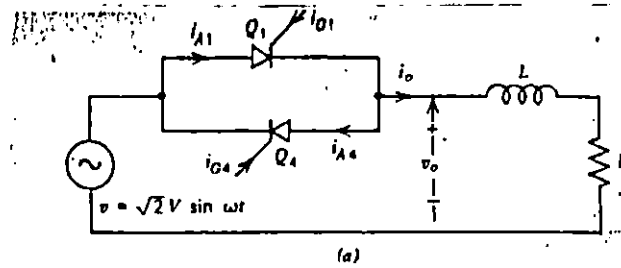 i_A1
Q_1
i_G1
i_o
L
i_G4
Q_4
i_A4
v_o
v = √2 V sin ωt
(a)